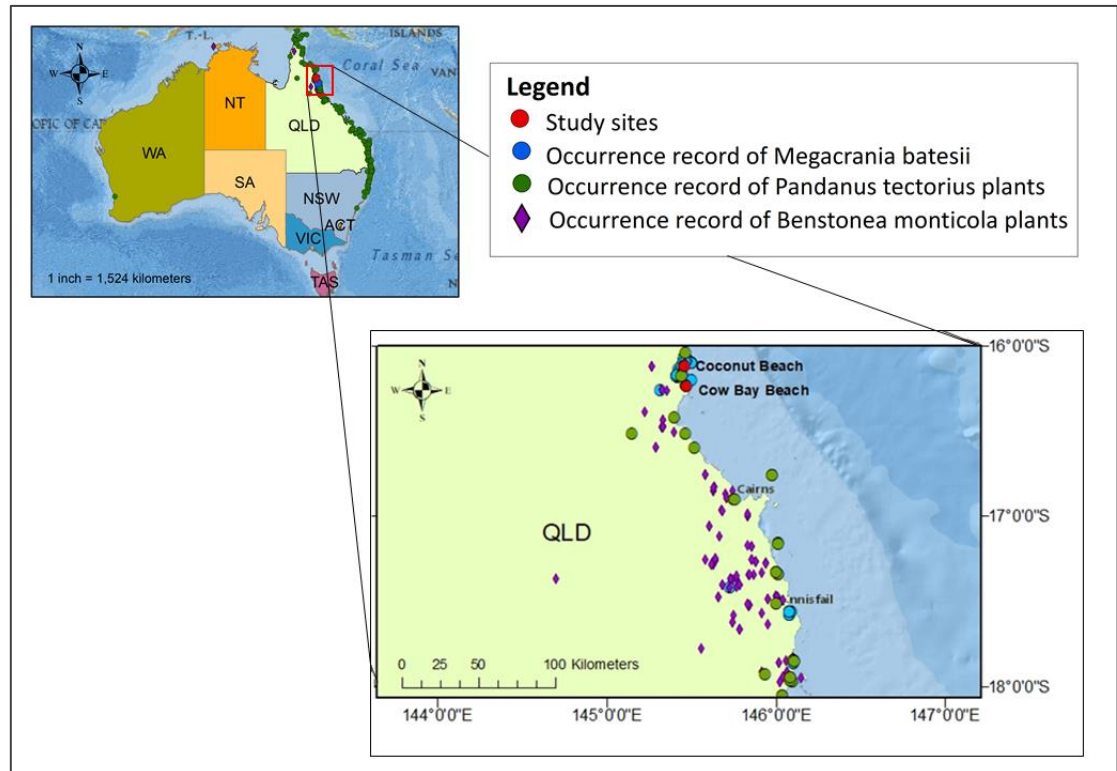 T.-L.
ISLANDS
N
W E
S
Coral Sea
VAN
OPIC OF CAP
NT
QLD
WA
SA
NSW
ACT
VIC
Tasman Se
TAS
N
1 inch = 1,524 kilometers
Legend
Study sites
Occurrence record of Megacrania batesii
Occurrence record of Pandanus tectorius plants
Occurrence record of Benstonea monticola plants
16°0'0"S
N
W E
S
Coconut Beach
Cow Bay Beach
Cairns
17°0'0"S
QLD
nnisfail
0 25 50 100 Kilometers
18°0'0"S
144°0'0"E 145°0'0"E 146°0'0"E 147°0'0"E